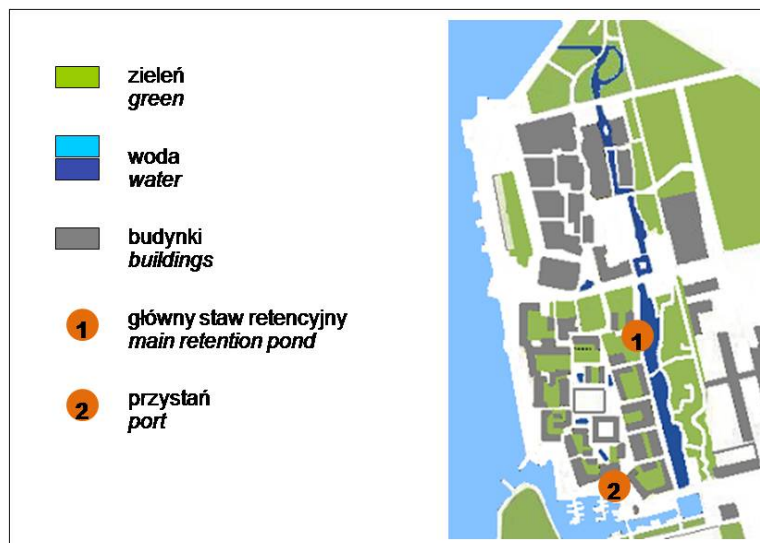 zieleń
green
woda
water
budynki
buildings
1
główny staw retencyjny
main retention pond
2
przystań
port
1
2